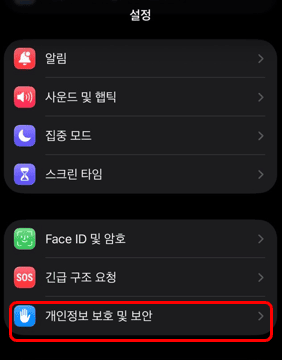 설정
알림
사운드 및 햅틱
집중 모드
스크린 타임
Face ID 및 암호
SOS 긴급 구조 요청
개인정보 보호 및 보안